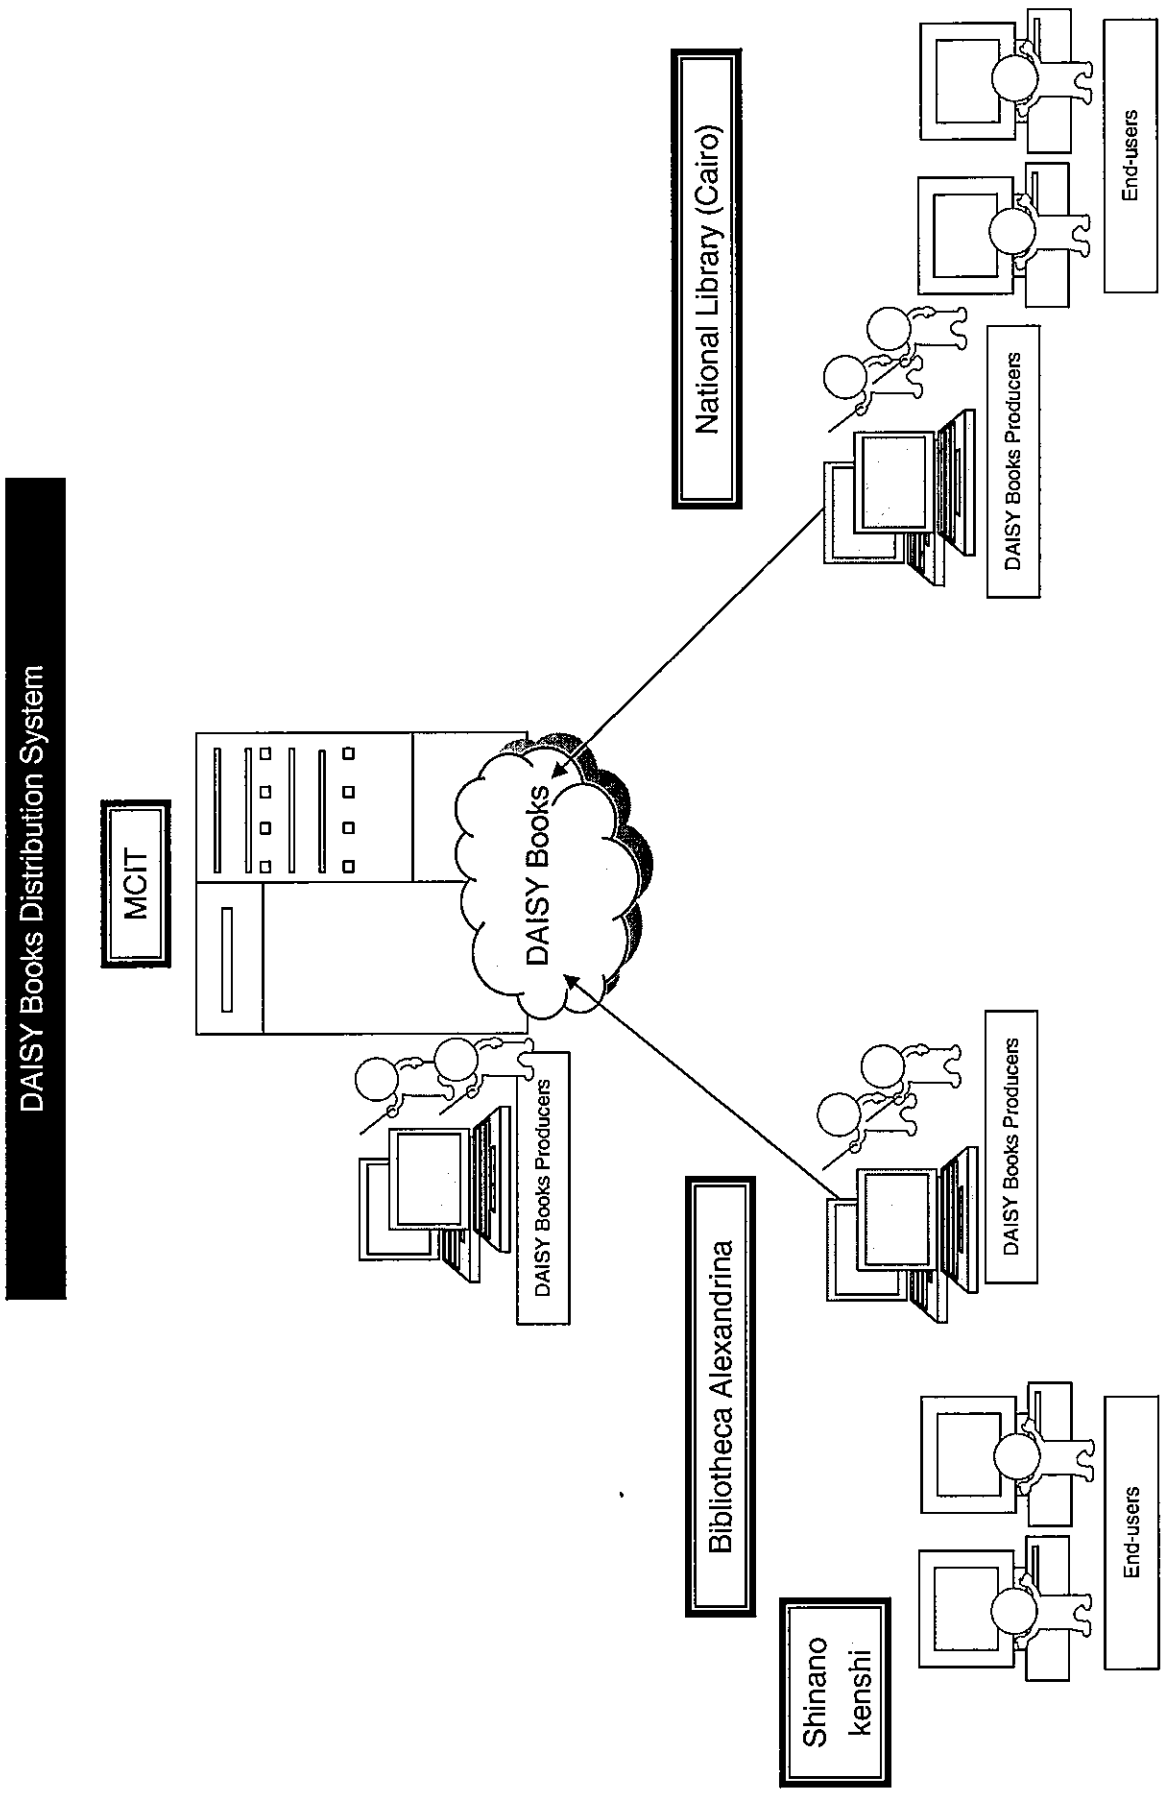 DAISY Books Distribution System
MCIT
DAISY Books
DAISY Books Producers
Bibliotheca Alexandrina
National Library (Cairo)
Shinano
kenshi
DAISY Books Producers
DAISY Books Producers
End-users
End-users